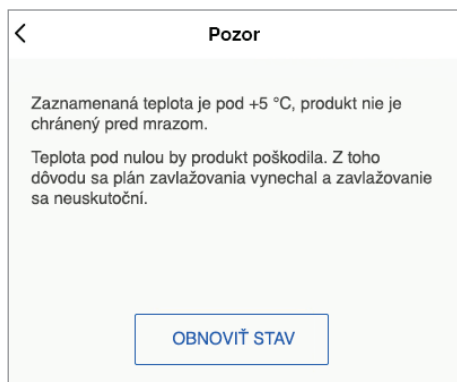 Pozor
Zaznamenaná teplota je pod +5 °C, produkt nie je
chránený pred mrazom.
Teplota pod nulou by produkt poškodila. Z toho
dôvodu sa plán zavlažovania vynechal a zavlažovanie
sa neuskutoční.
OBNOVIŤ STAV